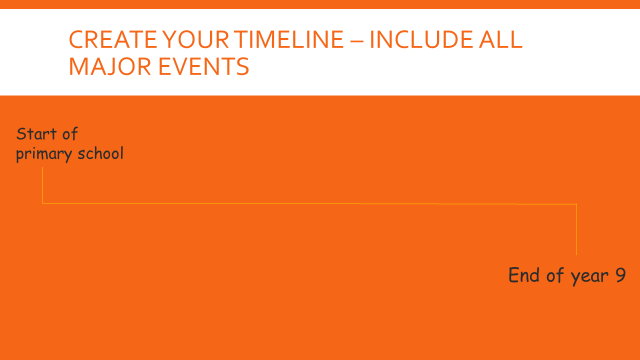 CREATE YOUR TIMELINE – INCLUDE ALL
MAJOR EVENTS
Start of
primary school
End of year 9